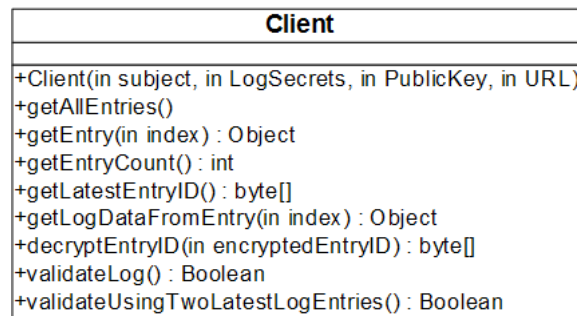 Client
+Client(in subject, in LogSecrets, in PublicKey, in URL)
+getAllEntries()
+getEntry(in index) : Object
+getEntryCount() : int
+getLatestEntryID() : byte[]
+getLogDataFromEntry(in index) : Object
+decryptEntryID(in encryptedEntryID) : byte[]
+validateLog() : Boolean
+validateUsingTwoLatestLogEntries() : Boolean